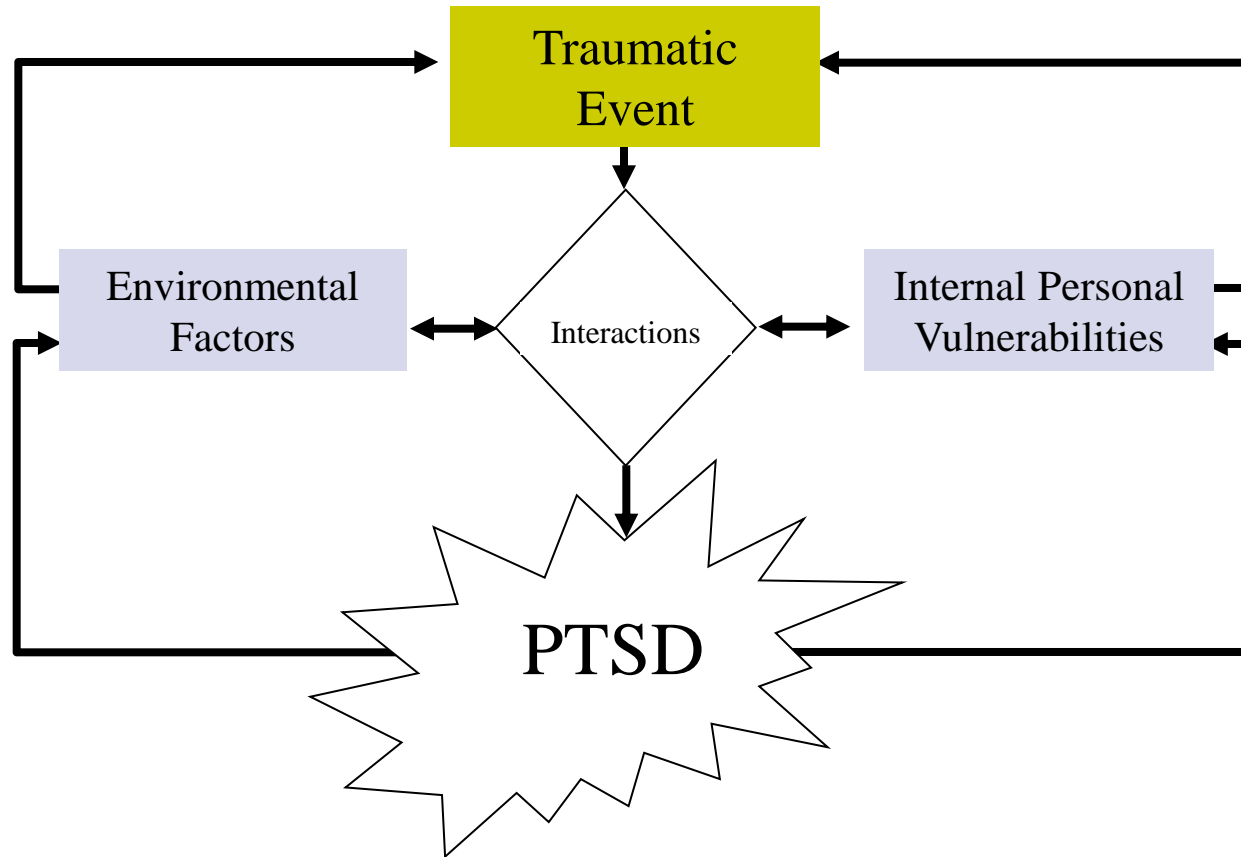 Traumatic
Event
Environmental
Factors
Interactions
Internal Personal
Vulnerabilities
PTSD